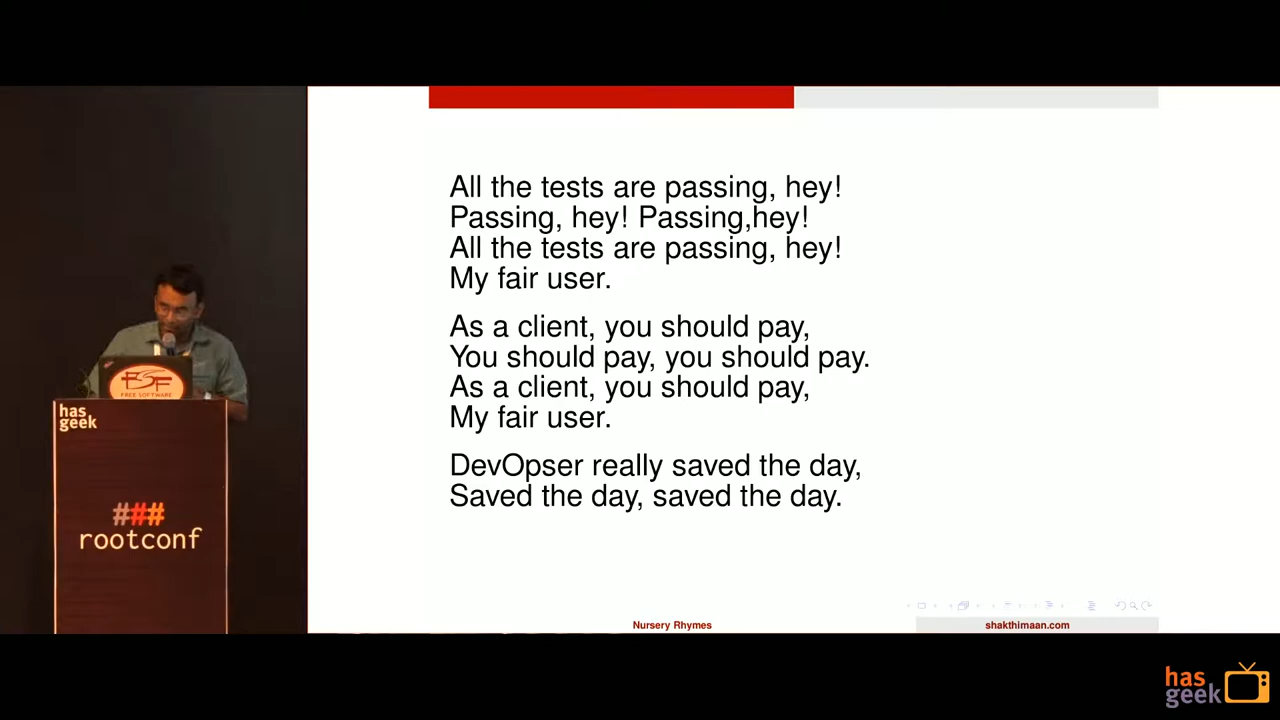 All the tests are passing, hey!
Passing, hey! Passing,hey!
All the tests are passing, hey!
My fair user.
As a client, you should pay,
You should pay, you should pay.
As a client, you should pay,
My fair user.
DevOpser really saved the day,
Saved the day, saved the day.
Nursery Rhymes
shakthimaan.com
FSF
FREE SOFTWARE
has
geek
###
rootconf
has
geek